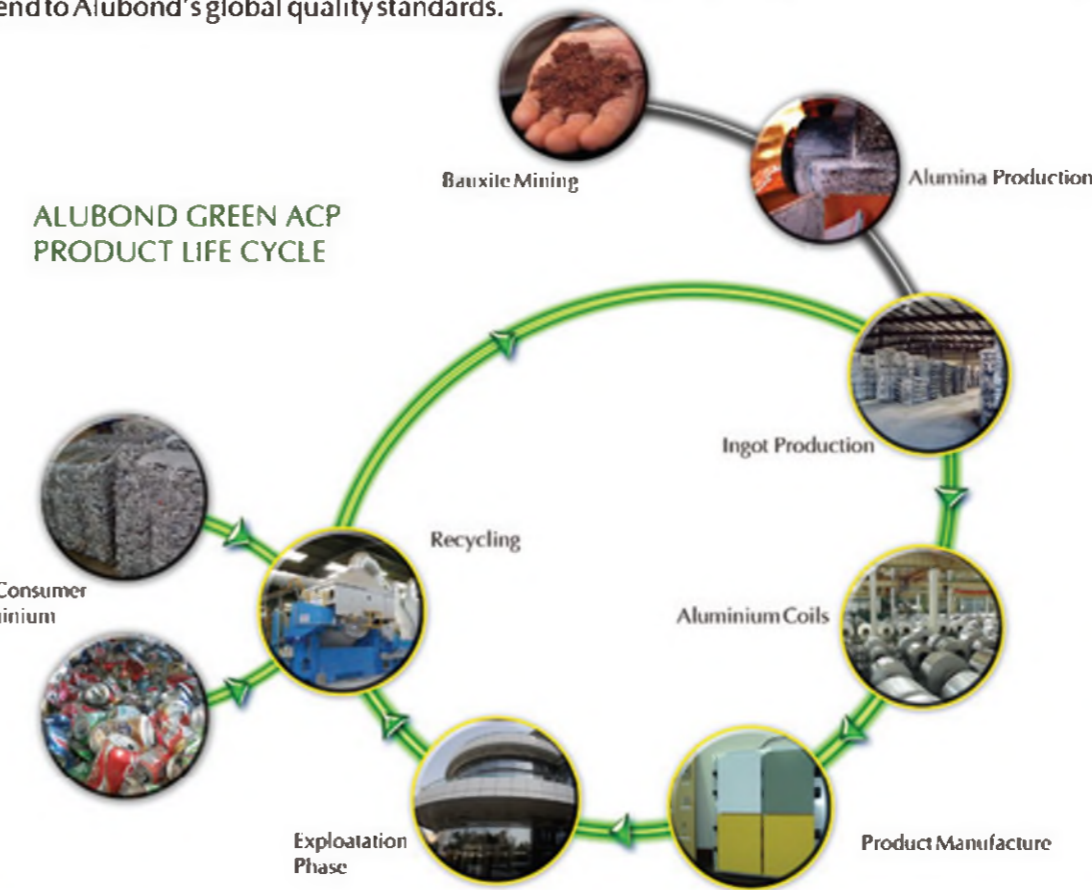 end to Alubond's global quality standards.
Bauxite Mining
Alumina Production
ALUBOND GREEN ACP
PRODUCT LIFE CYCLE
Ingot Production
Recycling
Consumer
inium
Aluminium Coils
Exploatation
Phase
Product Manufacture